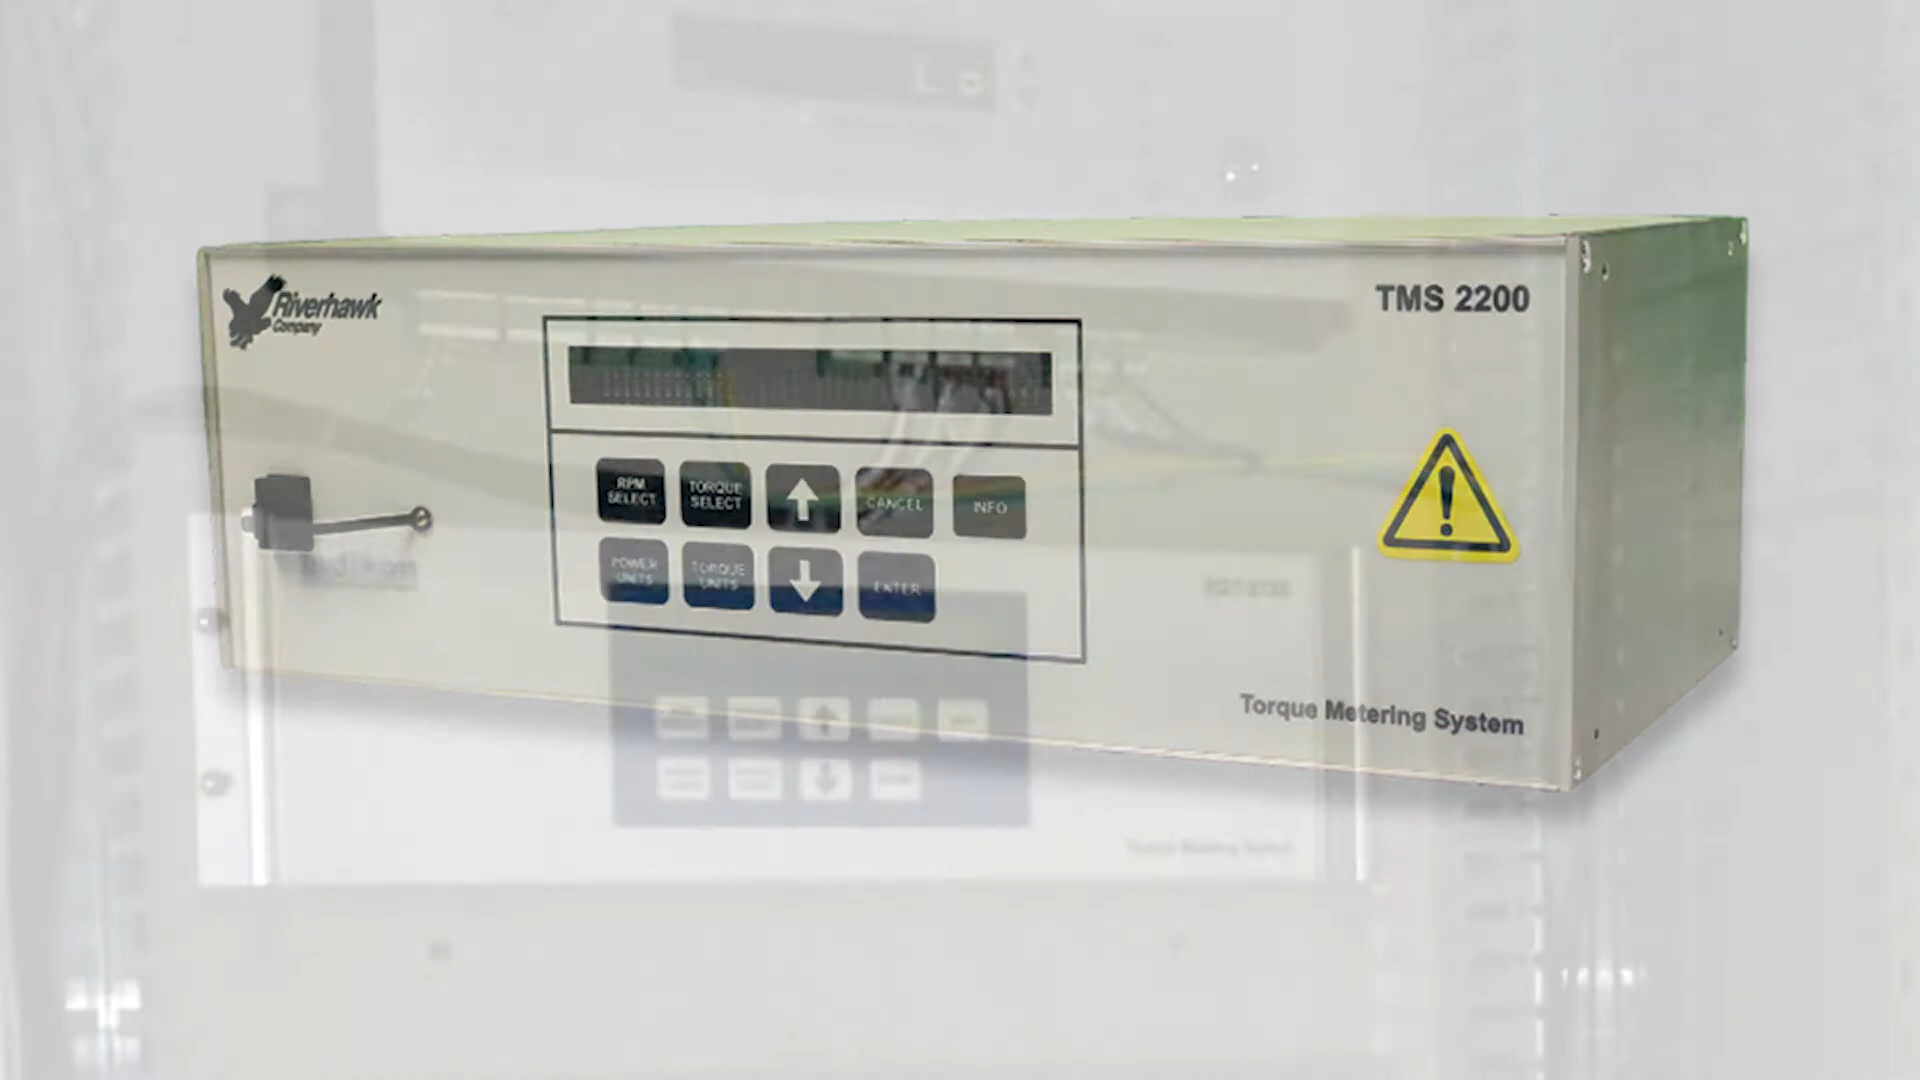 Riverhawk
Company
TMS 2200
RPM
SELECT
TORQUE
SELECT
CANCEL
INFO
POWER
UNITS
TORQUE
UNITS
ENTER
Torque Metering System